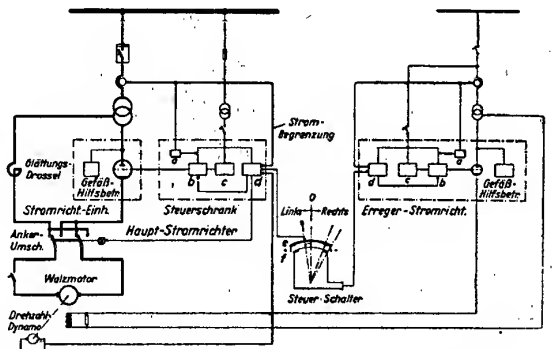 Strom-
Begrenzung
Glättungs-
Drossel
Gefäß-
Hilfsbetr.
Stromricht.-Einh.
a
b
c
d
Steuerschrank
Haupt-Stromrichter
Anker-
Umsch.
Walzmotor
Drehzahl-
Dynamo
0
Links
Rechts
e
f
Steuer-Schalter
d
c
b
a
Gefäß-
Hilfsbetr.
Erreger-Stromricht.